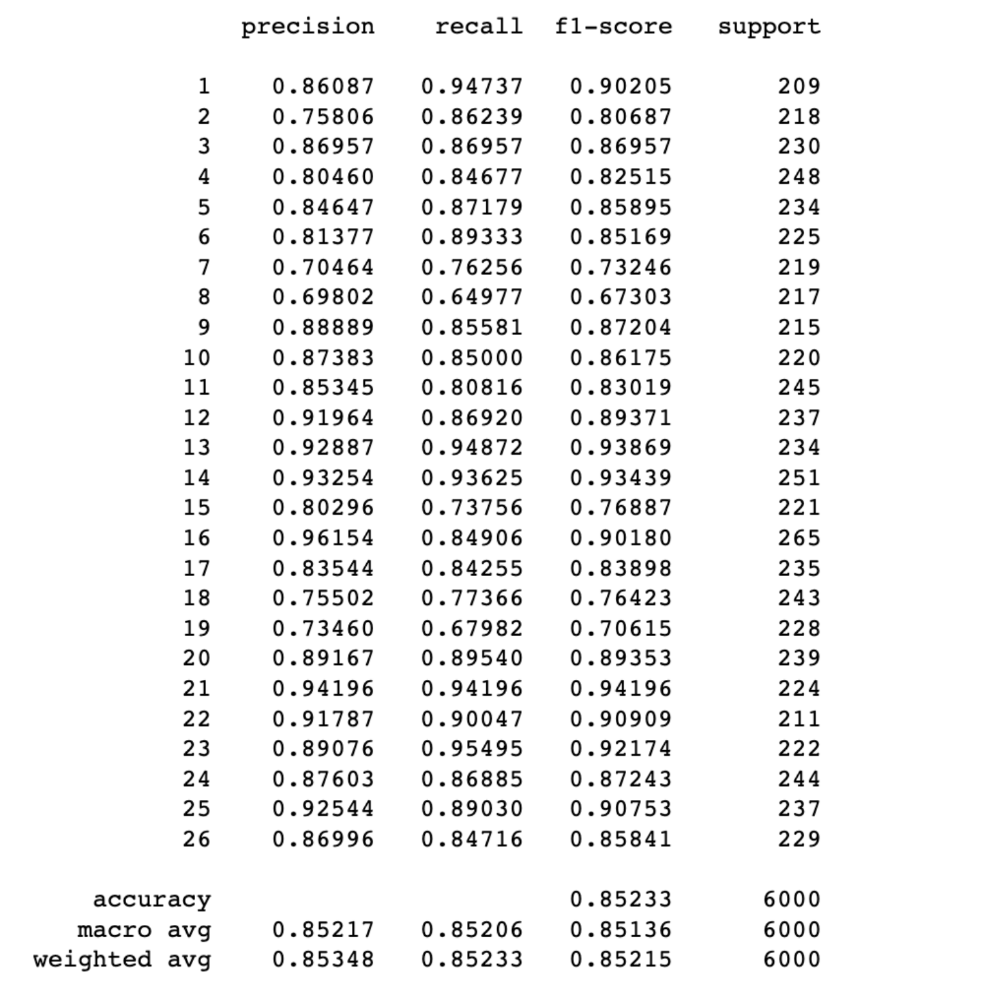 precision recall f1-score support
1 0.86087 0.94737 0.90205 209
2 0.75806 0.86239 0.80687 218
3 0.86957 0.86957 0.86957 230
4 0.80460 0.84677 0.82515 248
5 0.84647 0.87179 0.85895 234
6 0.81377 0.89333 0.85169 225
7 0.70464 0.76256 0.73246 219
8 0.69802 0.64977 0.67303 217
9 0.88889 0.85581 0.87204 215
10 0.87383 0.85000 0.86175 220
11 0.85345 0.80816 0.83019 245
12 0.91964 0.86920 0.89371 237
13 0.92887 0.94872 0.93869 234
14 0.93254 0.93625 0.93439 251
15 0.80296 0.73756 0.76887 221
16 0.96154 0.84906 0.90180 265
17 0.83544 0.84255 0.83898 235
18 0.75502 0.77366 0.76423 243
19 0.73460 0.67982 0.70615 228
20 0.89167 0.89540 0.89353 239
21 0.94196 0.94196 0.94196 224
22 0.91787 0.90047 0.90909 211
23 0.89076 0.95495 0.92174 222
24 0.87603 0.86885 0.87243 244
25 0.92544 0.89030 0.90753 237
26 0.86996 0.84716 0.85841 229
accuracy 0.85233 6000
macro avg 0.85217 0.85206 0.85136 6000
weighted avg 0.85348 0.85233 0.85215 6000